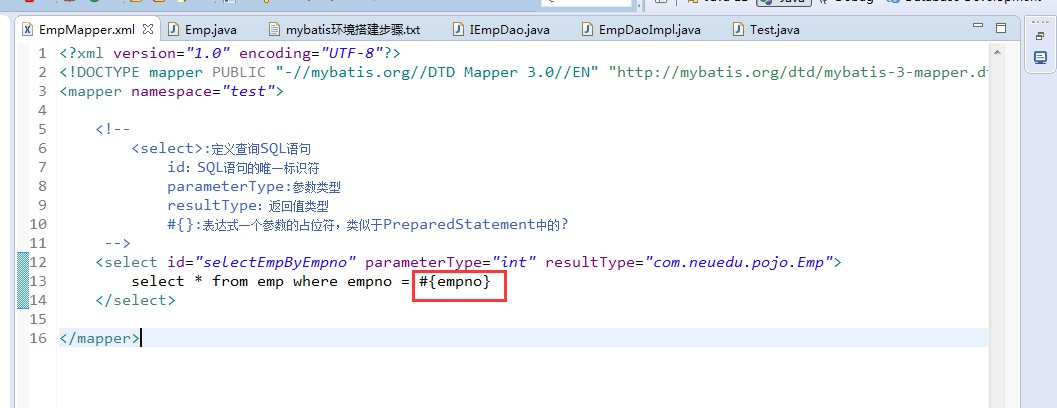 EmpMapper.xml Emp.java mybatis环境搭建步骤.txt IEmpDao.java EmpDaoImpl.java Test.java
1 <?xml version="1.0" encoding="UTF-8"?>
2 <!DOCTYPE mapper PUBLIC "-//mybatis.org//DTD Mapper 3.0//EN" "http://mybatis.org/dtd/mybatis-3-mapper.dt
3 <mapper namespace="test">
4
5 <!--
6 <select>:定义查询SQL语句
7 id: SQL语句的唯一标识符
8 parameterType:参数类型
9 resultType: 返回值类型
10 #{}:表达式一个参数的占位符, 类似于PreparedStatement中的?
11 -->
12 <select id="selectEmpByEmpno" parameterType="int" resultType="com.neuedu.pojo.Emp">
13 select * from emp where empno = #{empno}
14 </select>
15
16 </mapper>